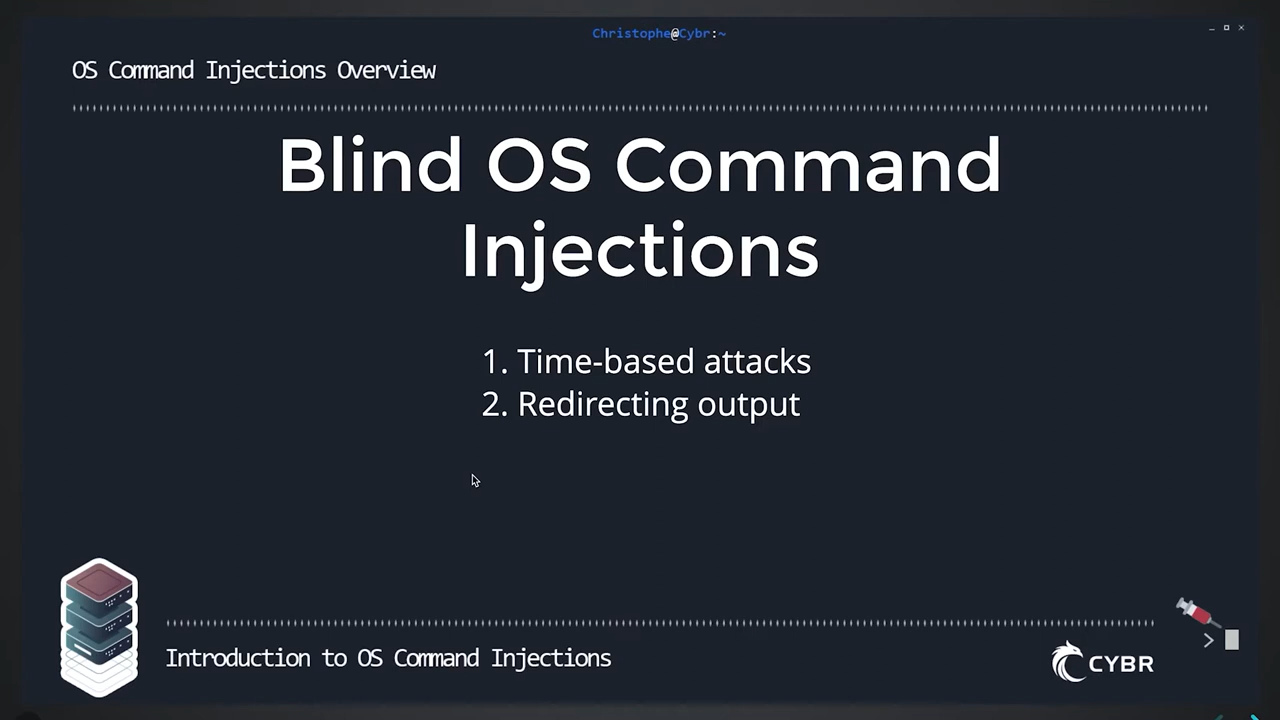 Christophe@Cybr:~
OS Command Injections Overview
Blind OS Command
Injections
1. Time-based attacks
2. Redirecting output
>
Introduction to OS Command Injections
CYBR